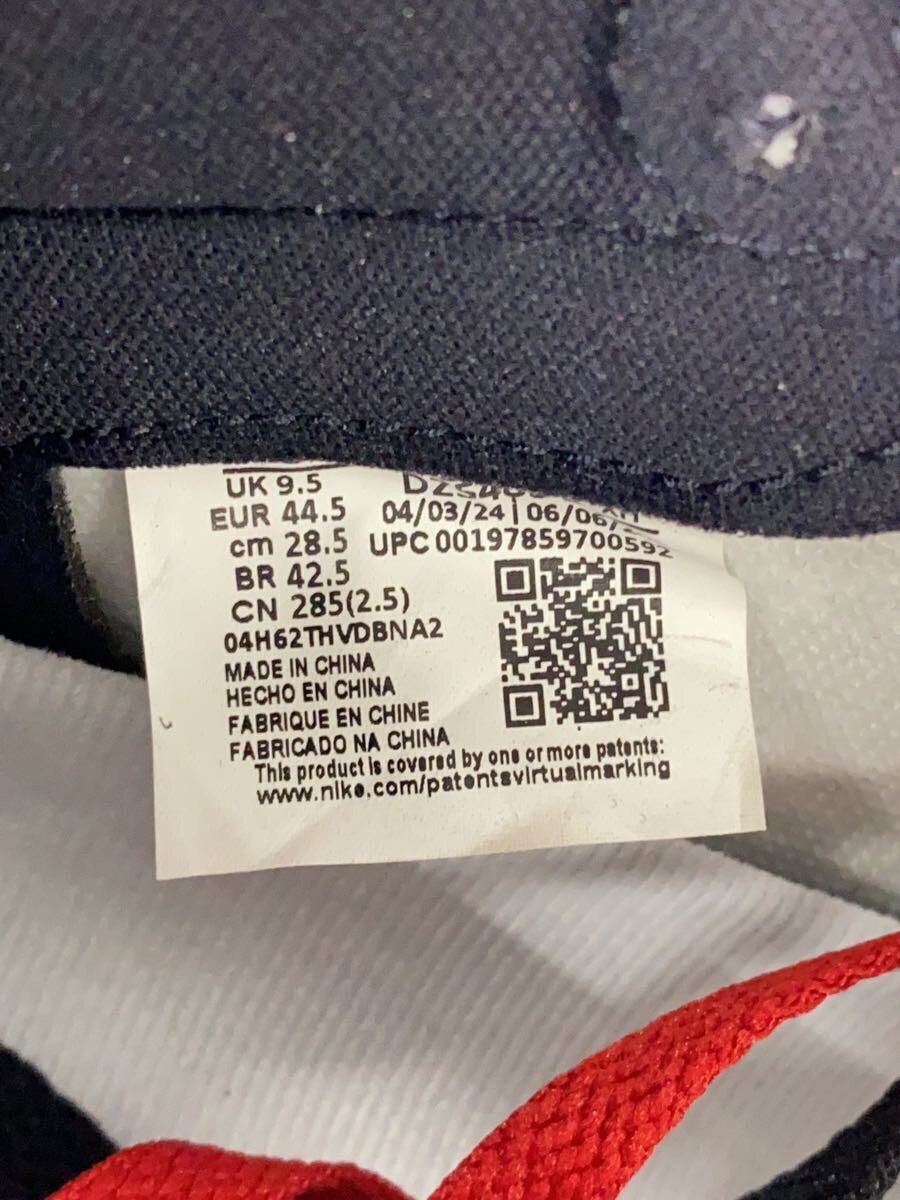 UK 9.5
EUR 44.5 04/03/24 | 06/06/
cm 28.5 UPC 00197859700592
BR 42.5
CN 285(2.5)
04H62THVDBNA2
MADE IN CHINA
HECHO EN CHINA
FABRIQUE EN CHINE
FABRICADO NA CHINA
This product is covered by one or more patents:
www.nike.com/patentsvirtualmarking